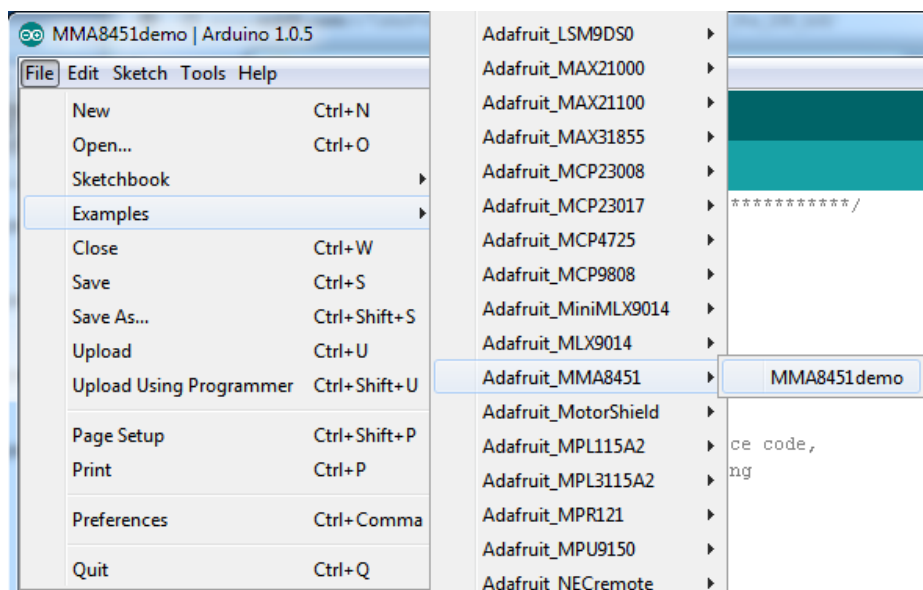 MMA8451demo | Arduino 1.0.5
File Edit Sketch Tools Help
New Ctrl+N
Open... Ctrl+O
Sketchbook
Examples
Close Ctrl+W
Save Ctrl+S
Save As... Ctrl+Shift+S
Upload Ctrl+U
Upload Using Programmer Ctrl+Shift+U
Page Setup Ctrl+Shift+P
Print Ctrl+P
Preferences Ctrl+Comma
Quit Ctrl+Q
Adafruit_LSM9DS0
Adafruit_MAX21000
Adafruit_MAX21100
Adafruit_MAX31855
Adafruit_MCP23008
Adafruit_MCP23017
Adafruit_MCP4725
Adafruit_MCP9808
Adafruit_MiniMLX9014
Adafruit_MLX9014
Adafruit_MMA8451
Adafruit_MotorShield
Adafruit_MPL115A2
Adafruit_MPL3115A2
Adafruit_MPR121
Adafruit_MPU9150
Adafruit_NECremote
MMA8451demo
***********/
ce code,
ng